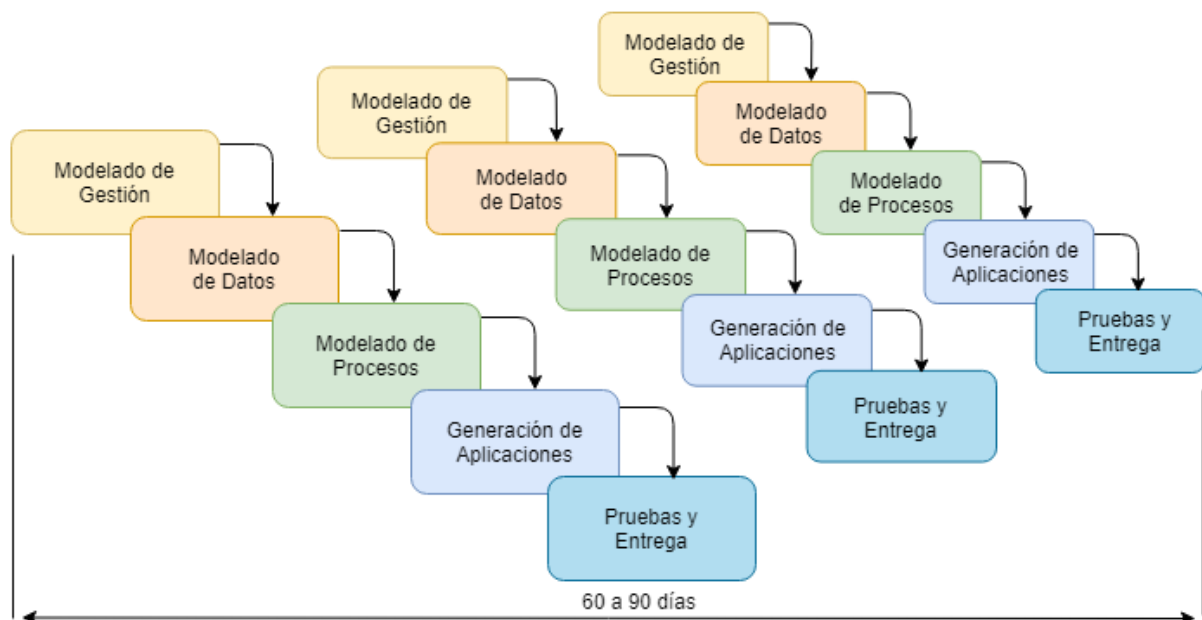 Modelado de
Gestión
Modelado
de Datos
Modelado de
Procesos
Generación de
Aplicaciones
Pruebas y
Entrega
Modelado de
Gestión
Modelado
de Datos
Modelado de
Procesos
Generación de
Aplicaciones
Pruebas y
Entrega
Modelado de
Gestión
Modelado
de Datos
Modelado
de Procesos
Generación de
Aplicaciones
Pruebas y
Entrega
60 a 90 días